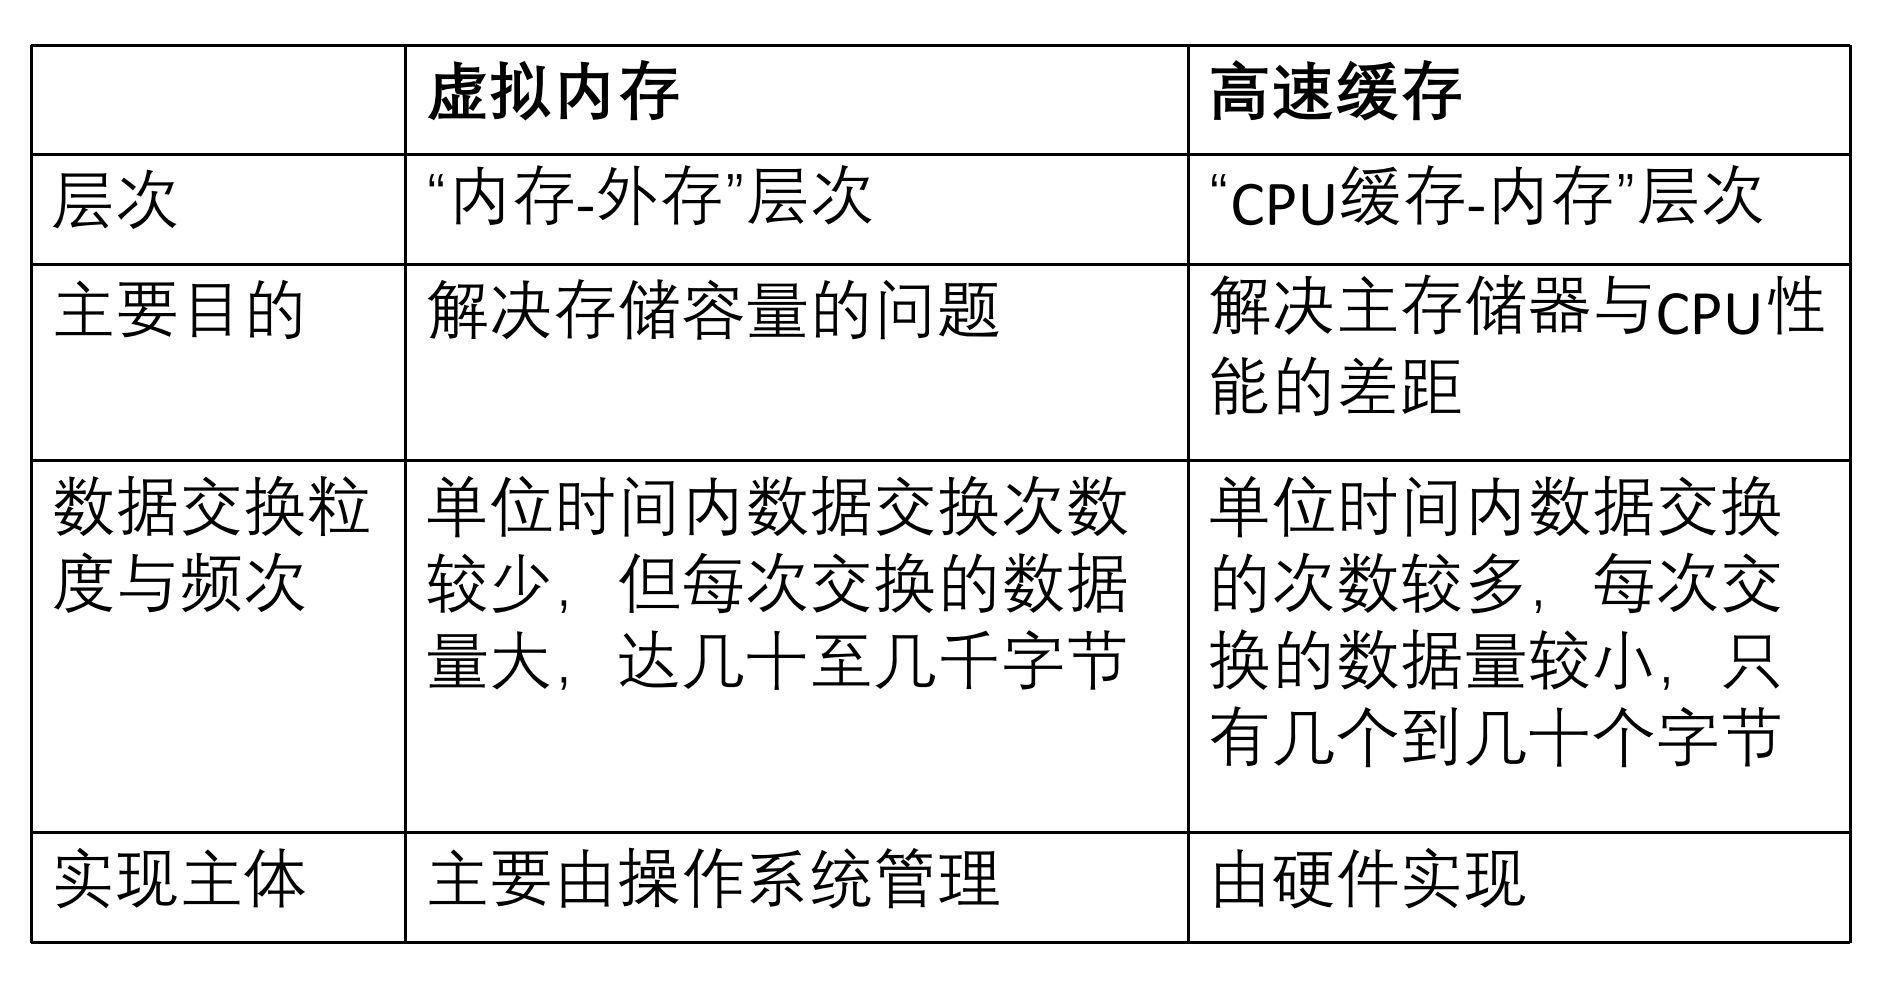 虚拟内存
高速缓存
层次
“内存-外存”层次
“CPU缓存-内存”层次
主要目的
解决存储容量的问题
解决主存储器与CPU性
能的差距
数据交换粒
度与频次
单位时间内数据交换次数
较少，但每次交换的数据
量大，达几十至几千字节
单位时间内数据交换
的次数较多，每次交
换的数据量较小，只
有几个到几十个字节
实现主体
主要由操作系统管理
由硬件实现